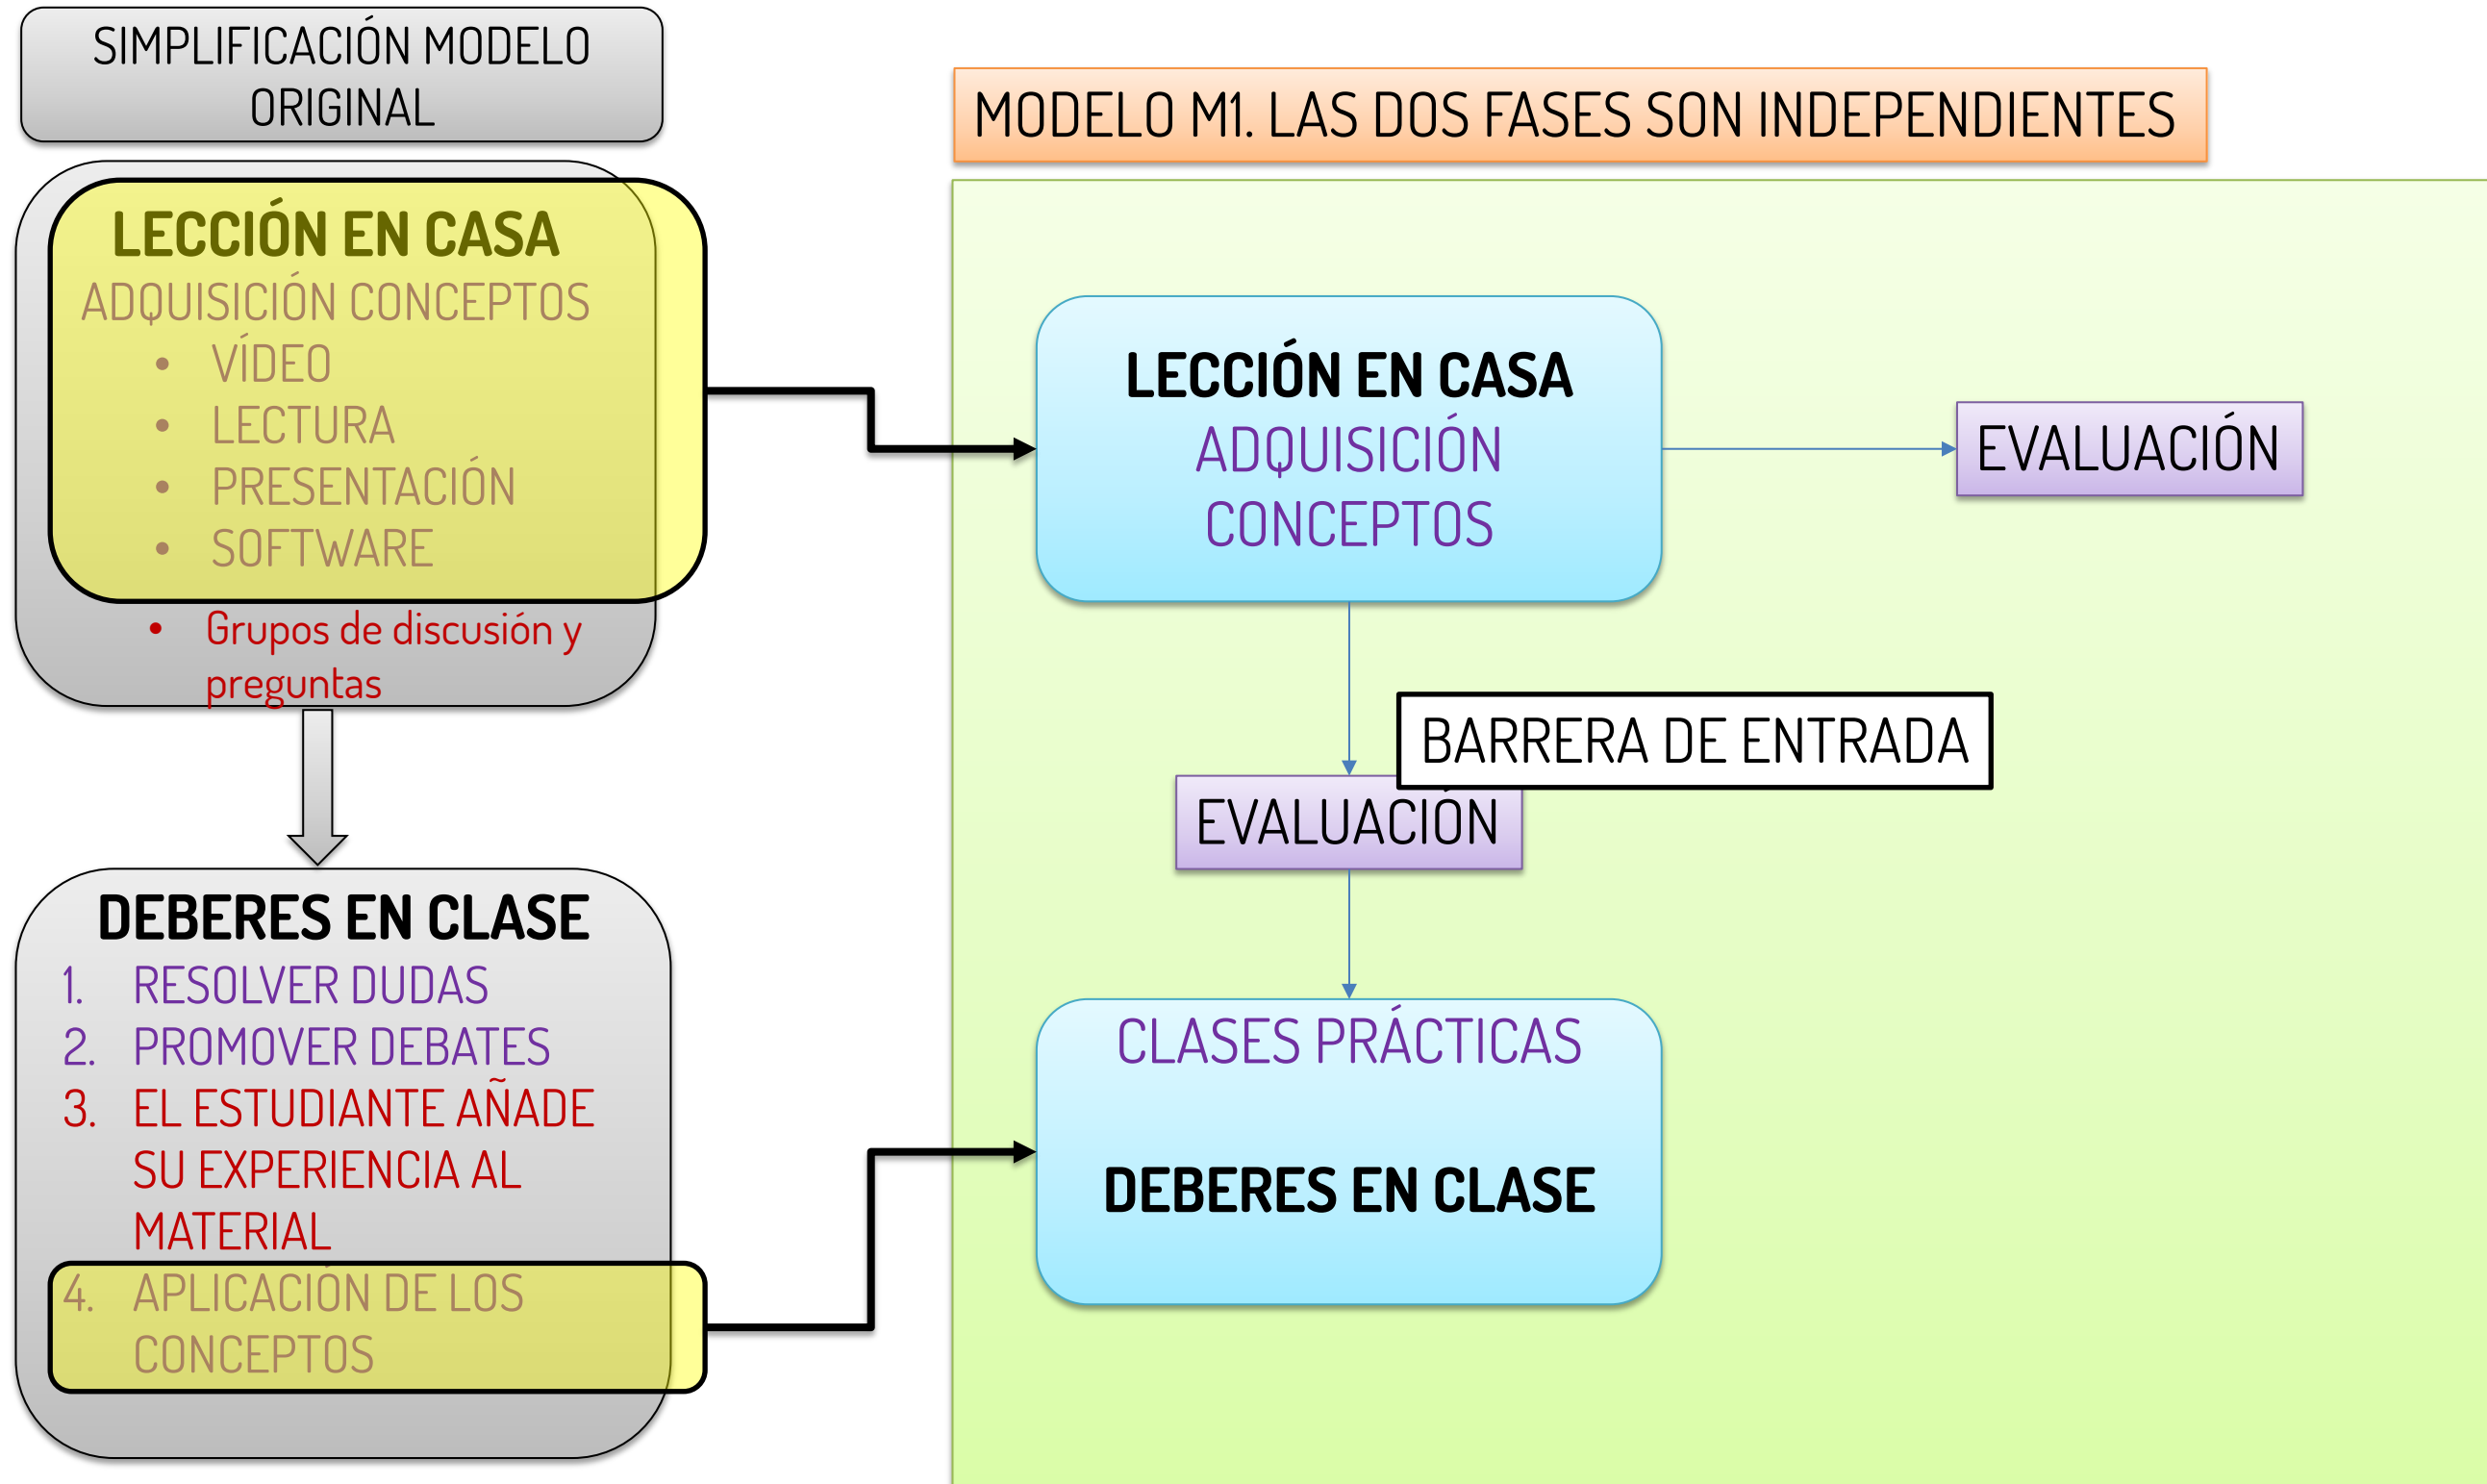 SIMPLIFICACIÓN MODELO
ORIGINAL
LECCIÓN EN CASA
ADQUISICIÓN CONCEPTOS
• VÍDEO
• LECTURA
• PRESENTACIÓN
• SOFTWARE
• Grupos de discusión y
preguntas
DEBERES EN CLASE
1. RESOLVER DUDAS
2. PROMOVER DEBATES
3. EL ESTUDIANTE AÑADE
SU EXPERIENCIA AL
MATERIAL
4. APLICACIÓN DE LOS
CONCEPTOS
MODELO M1. LAS DOS FASES SON INDEPENDIENTES
LECCIÓN EN CASA
ADQUISICIÓN
CONCEPTOS
EVALUACIÓN
BARRERA DE ENTRADA
EVALUACIÓN
CLASES PRÁCTICAS
DEBERES EN CLASE